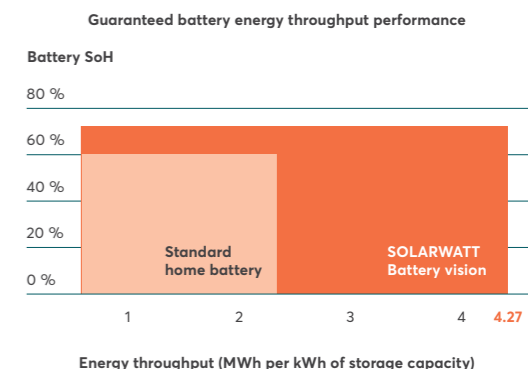 Guaranteed battery energy throughput performance
Battery SoH
80 %
60 %
40 %
20 %
0 %
Standard
home battery
SOLARWATT
Battery vision
1 2 3 4 4.27
Energy throughput (MWh per kWh of storage capacity)